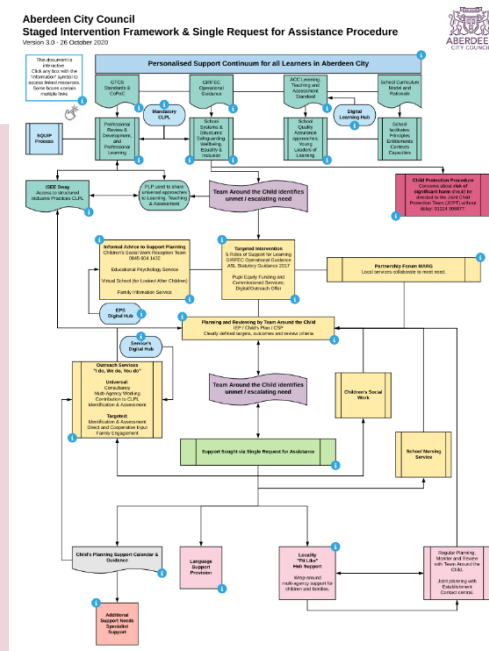 Aberdeen City Council
Staged Intervention Framework & Single Request for Assistance Procedure
Version 3.0 - 26 October 2020
ABERDEEN
CITY COUNCIL
This document is
interactive
Click any box with the
'information' symbol to
access linked resources.
Some boxes contain
multiple links
Personalised Support Continuum for all Learners in Aberdeen City
GTCS
Standards &
CoPaC
GIRFEC
Operational
Guidance
ACC Learning,
Teaching and
Assessment
Standard
School Curriculum
Model and
Rationale
Mandatory
CLPL
Digital
Learning Hub
EQUIP
Process
Professional
Review &
Development,
and
Professional
Learning
School
Systems &
Structures
Safeguarding
Wellbeing,
Equality &
Inclusion
School
Quality
Assurance
approaches:
Young
Leaders of
Learning
School
facilitates
Principles
Entitlements
Contexts
Capacities
Access to structured
Inclusive Practices CLPL
PLP used to share
universal approaches
to Learning, Teaching
& Assessment
Team Around the Child identifies
unmet / escalating need
Child Protection Procedure
Concerns about risk of
significant harm should be
directed to the Joint Child
Protection Team (JCPT) without
delay:
Informal Advice to Support Planning
Children's Social Work Reception Team
Educational Psychology Service
Virtual School (for Looked After Children)
Family Information Service
Targeted Intervention
5 Roles of Support for Learning
GIRFEC Operational Guidance
ASL Statutory Guidance 2017
Pupil Equity Funding and
Commissioned Services;
Digital/Outreach Offer
Partnership Forum
Local services collaborate to meet need.
EPS
Digital Hub
Service's
Digital Hub
Planning and Reviewing by Team Around the Child
IEP / Child's Plan / CSP
Clearly defined targets, outcomes and review criteria
Outreach Services
"I do, We do, You do"
Universal:
Consultancy
Multi Agency Working
Contribution to CLPL
Identification & Assessment
Targeted:
Identification & Assessment
Direct and Cooperative Input
Family Engagement
Team Around the Child identifies
unmet / escalating need
Children's Social
Work
School Nursing
Service
Support Sought via Single Request for Assistance
Child's Planning Support Calendar &
Guidance
Language
Support
Provision
Locality
"Fit Like"
Hub Support
Wrap-around
multi-agency support for
children and families.
Regular Planning,
Monitor and Review
with Team Around the
Child.
Joint planning with
Establishment
Contact central.
Additional
Support Needs
Specialist
Support